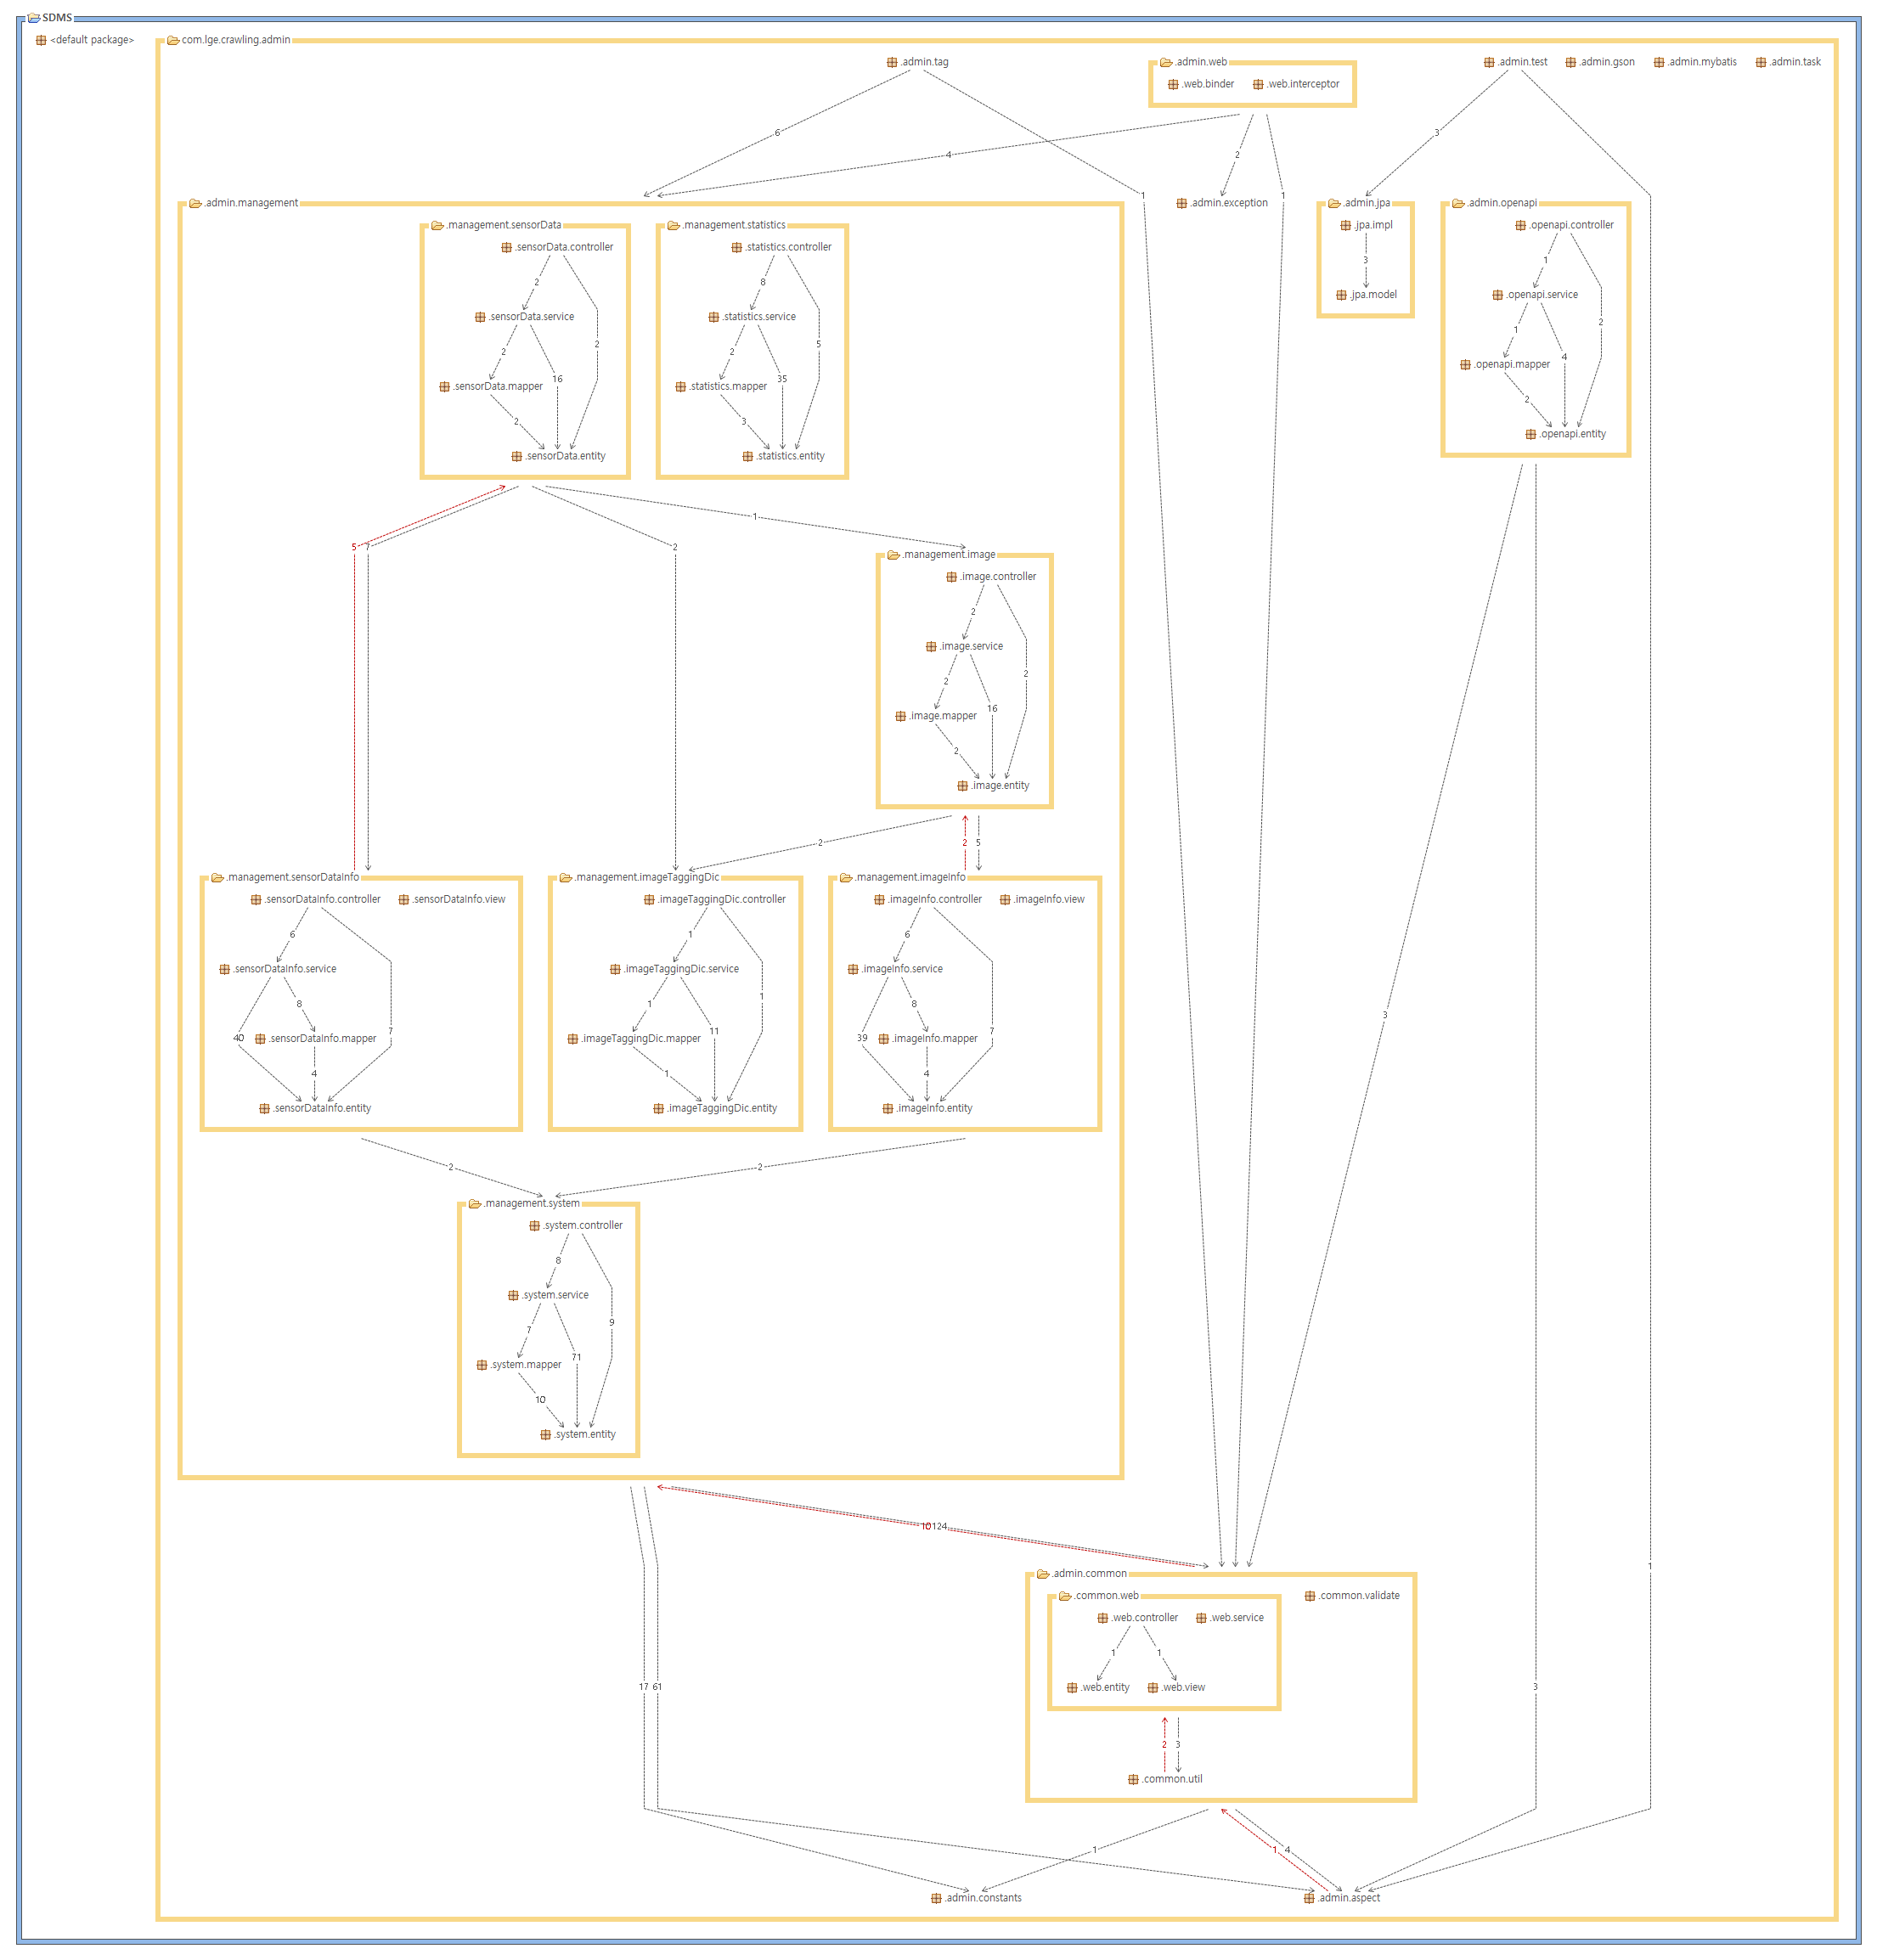 SDMS
<default package>
com.lge.crawling.admin
.admin.tag
.admin.web
.web.binder
.web.interceptor
.admin.test
.admin.gson
.admin.mybatis
.admin.task
6
4
2
1
1
3
.admin.management
.admin.exception
.admin.jpa
.jpa.impl
3
.jpa.model
.admin.openapi
.openapi.controller
1
.openapi.service
2
1
4
.openapi.mapper
2
.openapi.entity
.management.sensorData
.sensorData.controller
2
.sensorData.service
2
2
16
.sensorData.mapper
2
.sensorData.entity
.management.statistics
.statistics.controller
8
.statistics.service
5
2
35
.statistics.mapper
3
.statistics.entity
1
5
7
2
.management.image
.image.controller
2
.image.service
2
2
16
.image.mapper
2
.image.entity
2
2
5
.management.sensorDataInfo
.sensorDataInfo.controller
.sensorDataInfo.view
6
.sensorDataInfo.service
8
40
7
.sensorDataInfo.mapper
4
.sensorDataInfo.entity
.management.imageTaggingDic
.imageTaggingDic.controller
1
.imageTaggingDic.service
1
1
11
.imageTaggingDic.mapper
1
.imageTaggingDic.entity
.management.imageInfo
.imageInfo.controller
.imageInfo.view
6
.imageInfo.service
8
39
7
.imageInfo.mapper
4
.imageInfo.entity
3
2
2
.management.system
.system.controller
8
.system.service
9
7
71
.system.mapper
10
.system.entity
10
124
1
.admin.common
.common.web
.common.validate
.web.controller
.web.service
1
1
.web.entity
.web.view
17
61
3
2
3
.common.util
1
1
4
.admin.constants
.admin.aspect